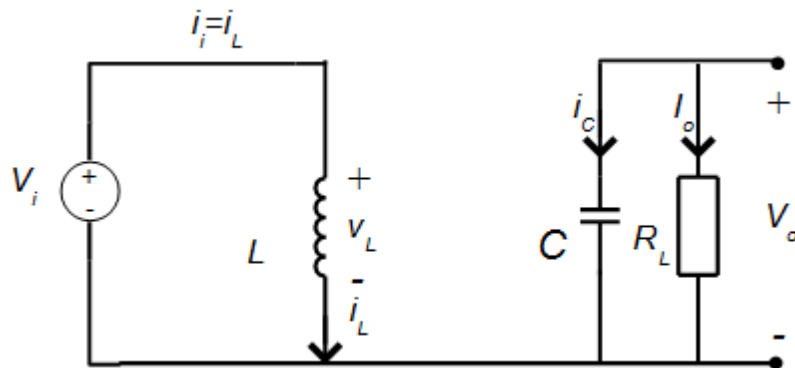 i_i=i_L
V_i
+
-
L
+
v_L
-
i_L
i_C
I_o
C
R_L
+
V_o
-